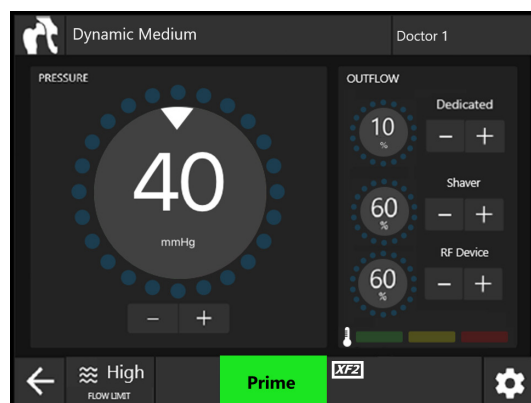 Dynamic Medium
Doctor 1
PRESSURE
40
mmHg
− +
OUTFLOW
Dedicated
10
%
− +
Shaver
60
%
− +
RF Device
60
%
− +
High
FLOW LIMIT
Prime
XF2